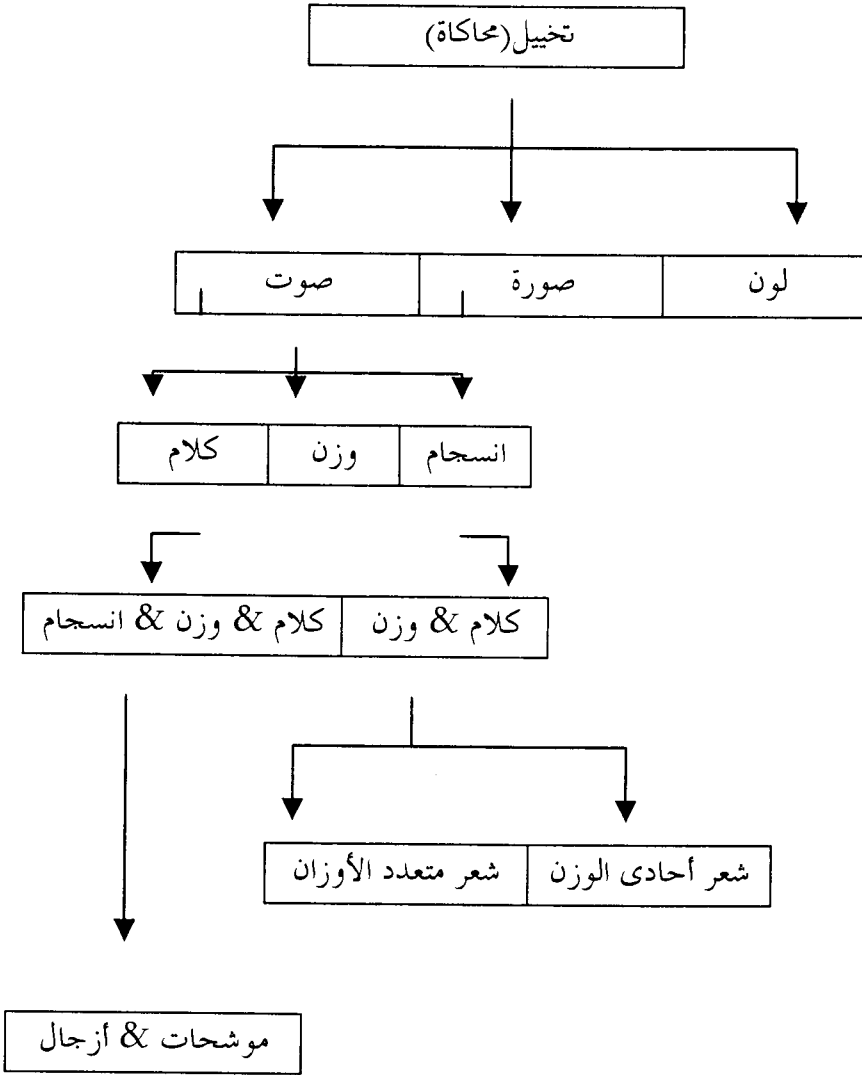 تخييل(محاكاة)
لون صورة صوت
انسجام وزن كلام
كلام & وزن كلام & وزن & انسجام
شعر أحادى الوزن شعر متعدد الأوزان
موشحات & أزجال